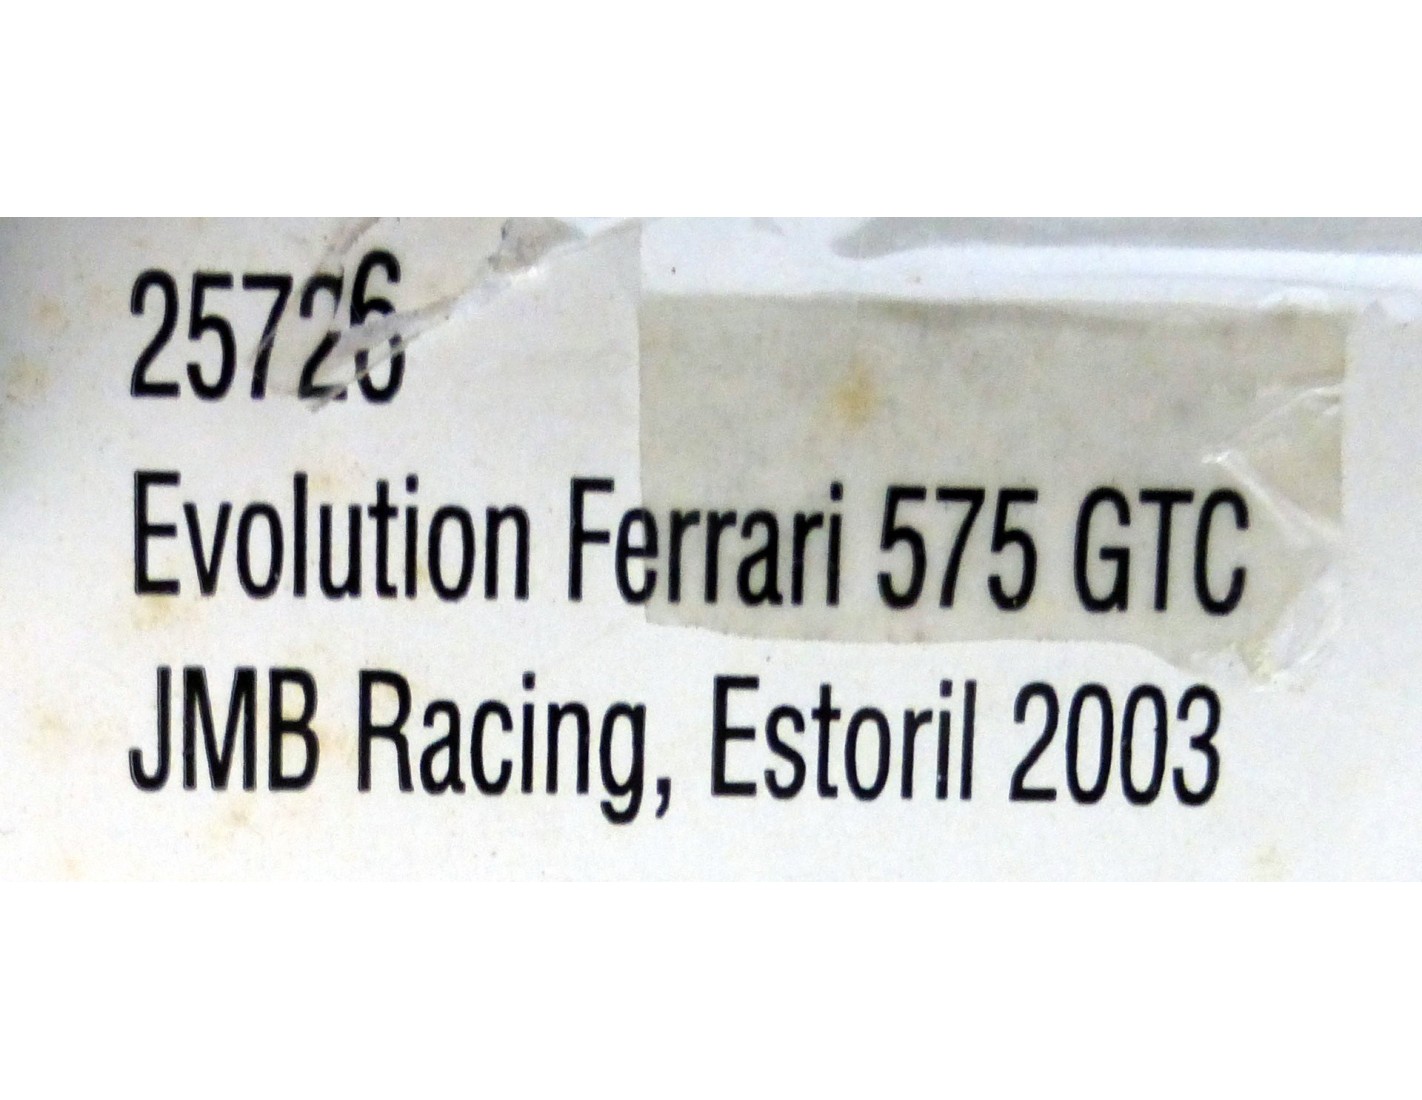 25726
Evolution Ferrari 575 GTC
JMB Racing, Estoril 2003